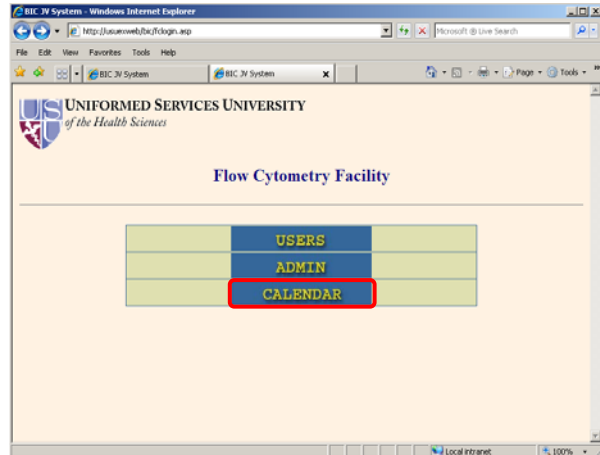 BIC JV System - Windows Internet Explorer
http://usuexweb/bic/fclogin.asp
Microsoft ® Live Search
File Edit View Favorites Tools Help
BIC JV System
BIC JV System
Page
Tools
UNIFORMED SERVICES UNIVERSITY
of the Health Sciences
Flow Cytometry Facility
USERS
ADMIN
CALENDAR
Local intranet
100%